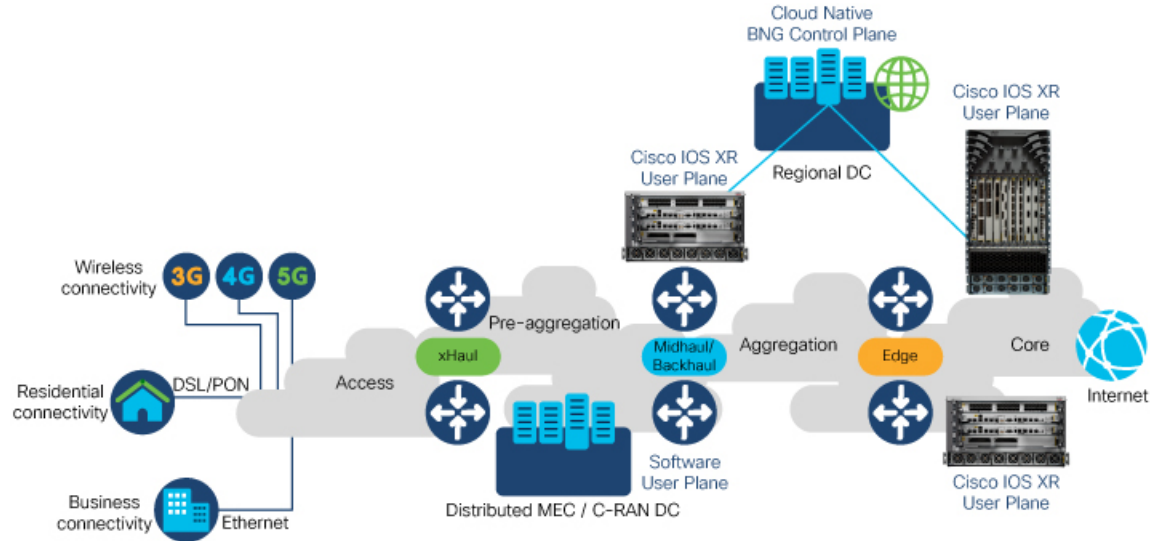 Cloud Native
BNG Control Plane
Cisco IOS XR
User Plane
Cisco IOS XR
User Plane
Regional DC
Wireless
connectivity
3G
4G
5G
Pre-aggregation
xHaul
Midhaul/
Backhaul
Aggregation
Edge
Core
Access
DSL/PON
Residential
connectivity
Internet
Software
User Plane
Cisco IOS XR
User Plane
Distributed MEC / C-RAN DC
Business
connectivity
Ethernet